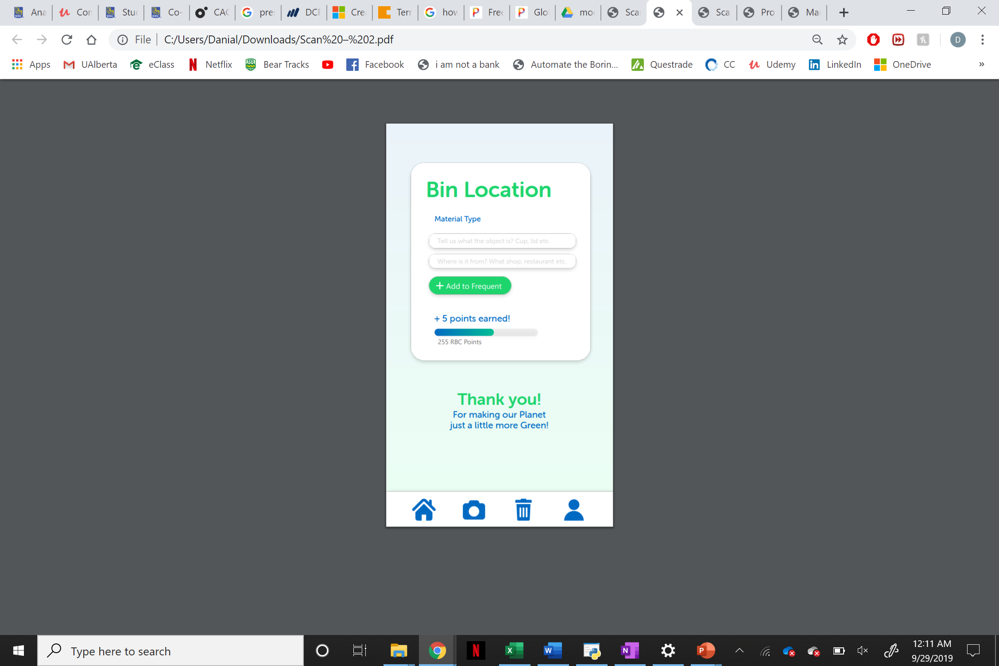 Ana Con Stu Co- CAC pre DCF Cre Terr how Free Glo moc Sca Sca Pro Ma
File C:/Users/Danial/Downloads/Scan%20–%202.pdf D
Apps UAlberta eClass Netflix Bear Tracks Facebook i am not a bank Automate the Borin... Questrade CC Udemy LinkedIn OneDrive »
Bin Location
Material Type
Tell us what the object is? Cup, lid etc.
Where is it from? What shop, restaurant etc.
+ Add to Frequent
+ 5 points earned!
255 RBC Points
Thank you!
For making our Planet
just a little more Green!
Type here to search
12:11 AM
9/29/2019